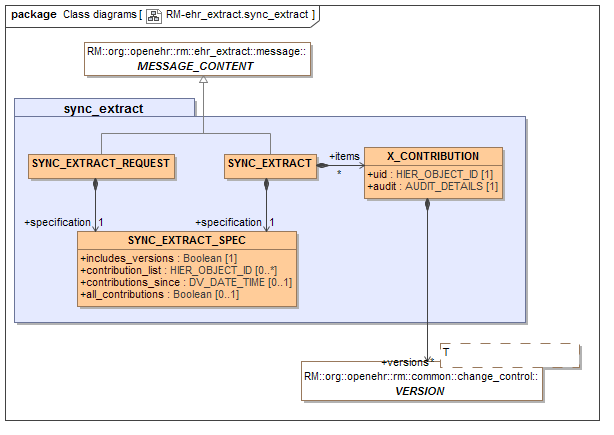 package Class diagrams [ RM-ehr_extract.sync_extract ]
RM::org::openehr::rm::ehr_extract::message::
MESSAGE_CONTENT
sync_extract
SYNC_EXTRACT_REQUEST
SYNC_EXTRACT
+items
*
X_CONTRIBUTION
+uid : HIER_OBJECT_ID [1]
+audit : AUDIT_DETAILS [1]
+specification 1
+specification 1
SYNC_EXTRACT_SPEC
+includes_versions : Boolean [1]
+contribution_list : HIER_OBJECT_ID [0..*]
+contributions_since : DV_DATE_TIME [0..1]
+all_contributions : Boolean [0..1]
T
+versions *
RM::org::openehr::rm::common::change_control::
VERSION